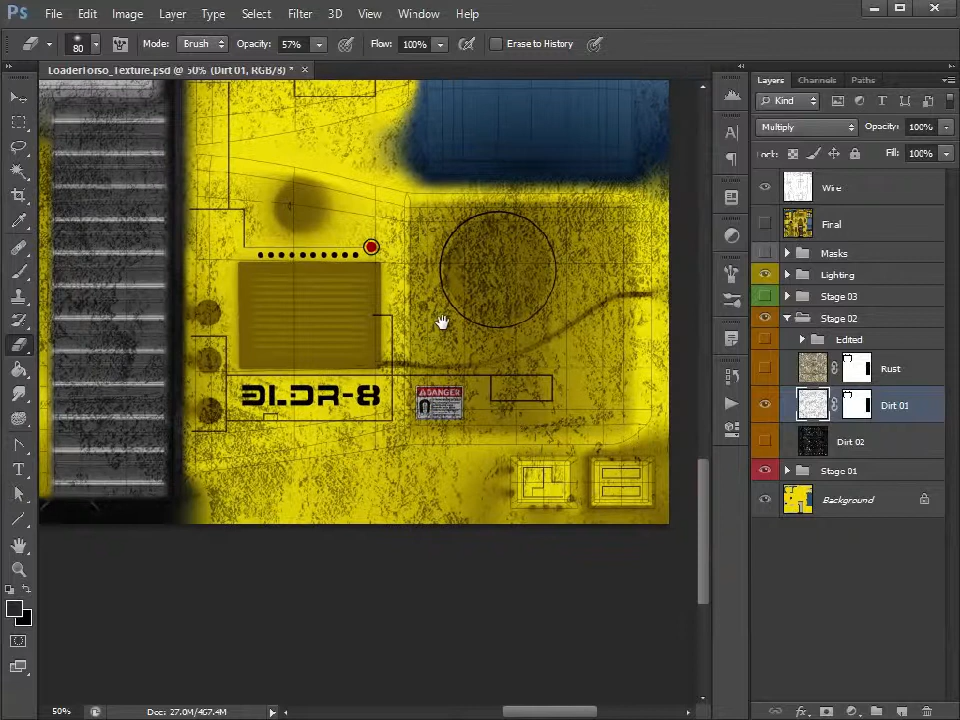 Ps File Edit Image Layer Type Select Filter 3D View Window Help
80 Mode: Brush Opacity: 57% Flow: 100% Erase to History
LoaderTorso_Texture.psd @ 50% (Dirt 01, RGB/8) *
Layers Channels Paths
Kind
Multiply Opacity: 100%
Lock: Fill: 100%
Wire
Final
Masks
Lighting
Stage 03
Stage 02
Edited
Rust
Dirt 01
Dirt 02
Stage 01
Background
DANGER
50% Doc: 27.0M/467.4M